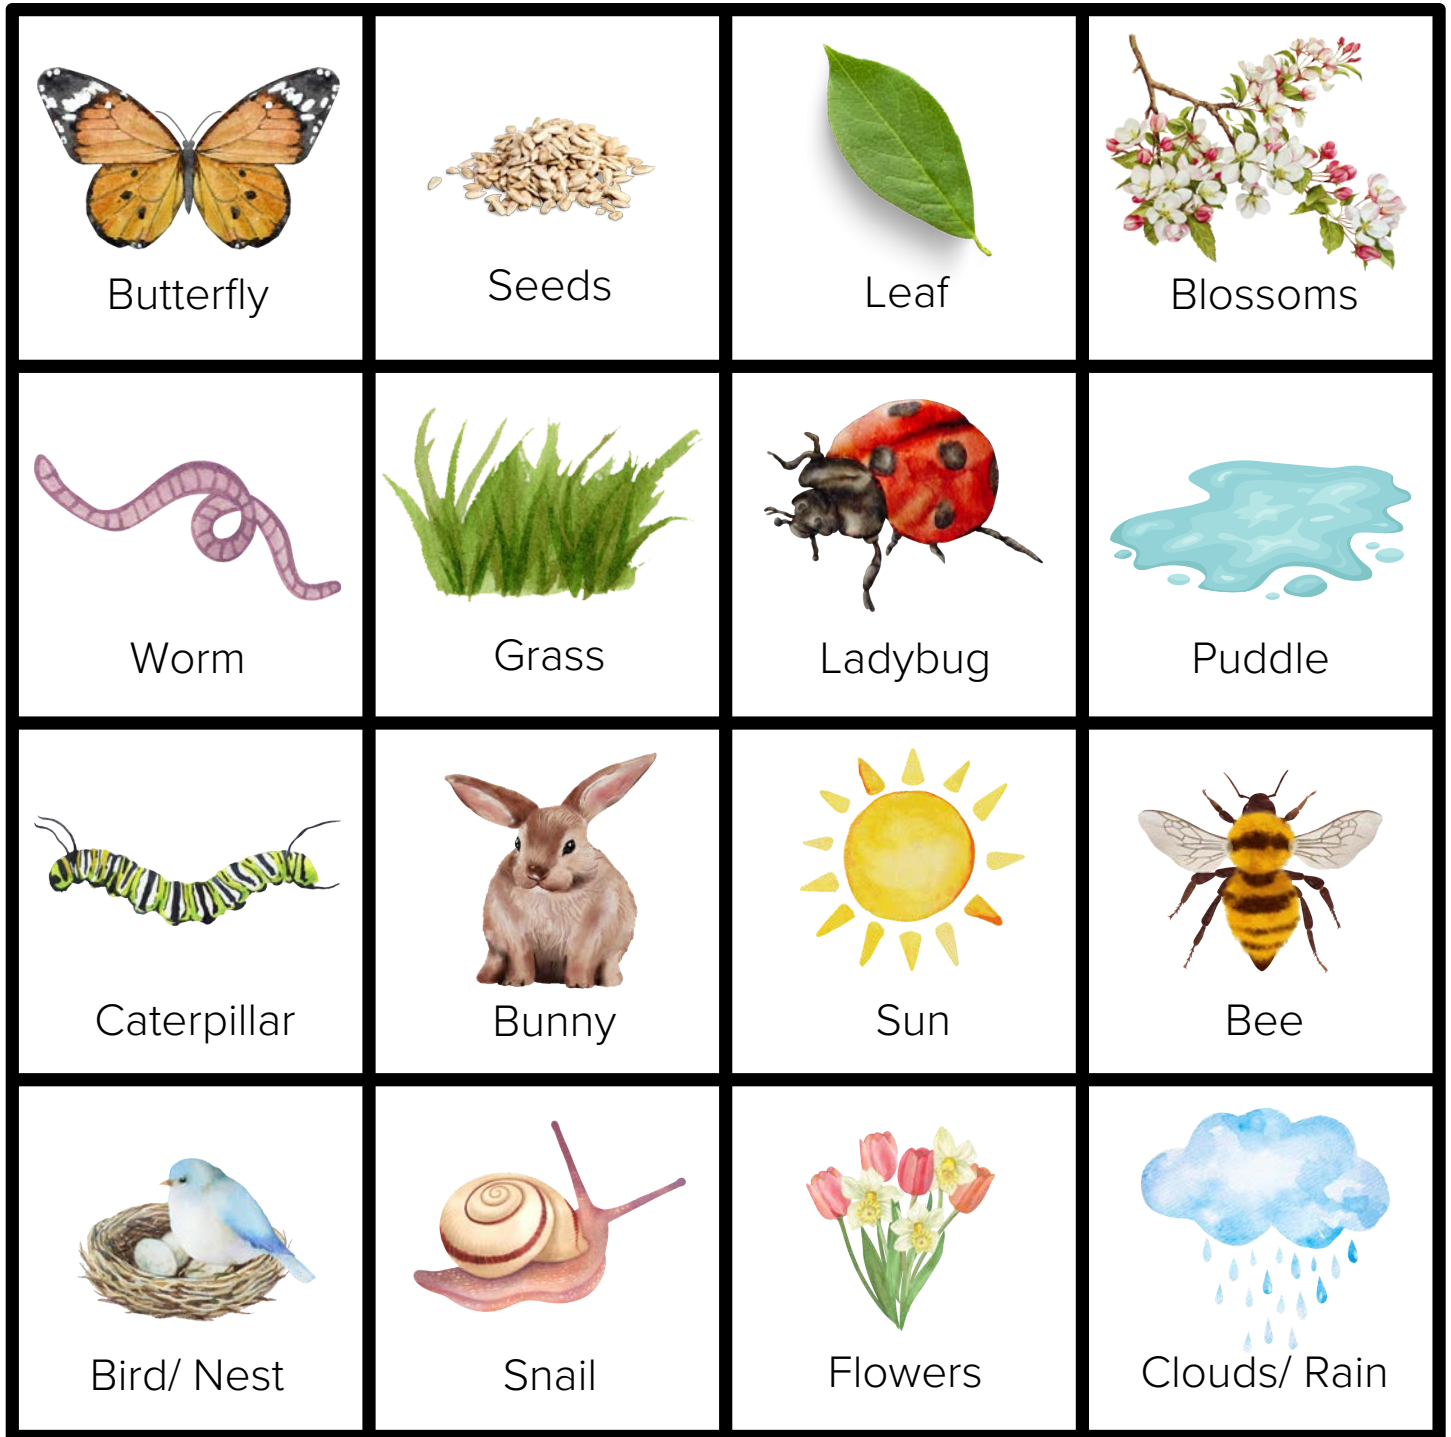 Butterfly
Seeds
Leaf
Blossoms
Worm
Grass
Ladybug
Puddle
Caterpillar
Bunny
Sun
Bee
Bird/ Nest
Snail
Flowers
Clouds/ Rain